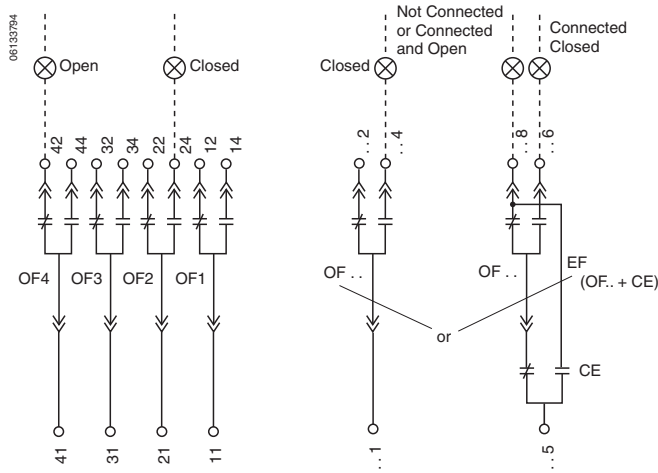 06133794
Open
Closed
Closed
Not Connected
or Connected
and Open
Connected
Closed
42
44
32
34
22
24
12
14
. . 2
. . 4
. . 8
. . 6
OF4
OF3
OF2
OF1
OF . .
OF . .
EF
(OF.. + CE)
or
CE
41
31
21
11
. . 1
. . 5